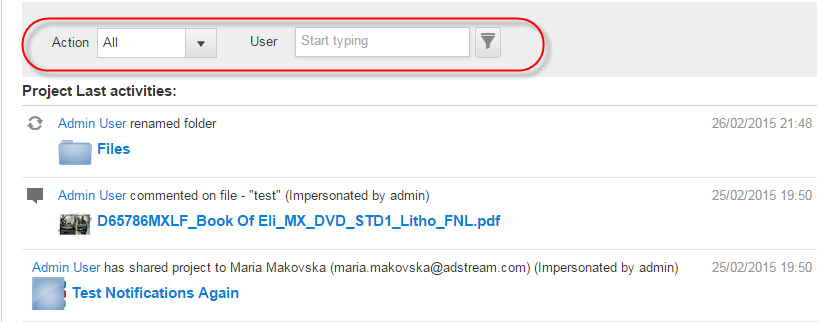 Action All User Start typing
Project Last activities:
Admin User renamed folder 26/02/2015 21:48
Files
Admin User commented on file - "test" (Impersonated by admin) 25/02/2015 19:50
D65786MXLF_Book Of Eli_MX_DVD_STD1_Litho_FNL.pdf
Admin User has shared project to Maria Makovska (maria.makovska@adstream.com) (Impersonated by admin) 25/02/2015 19:50
Test Notifications Again